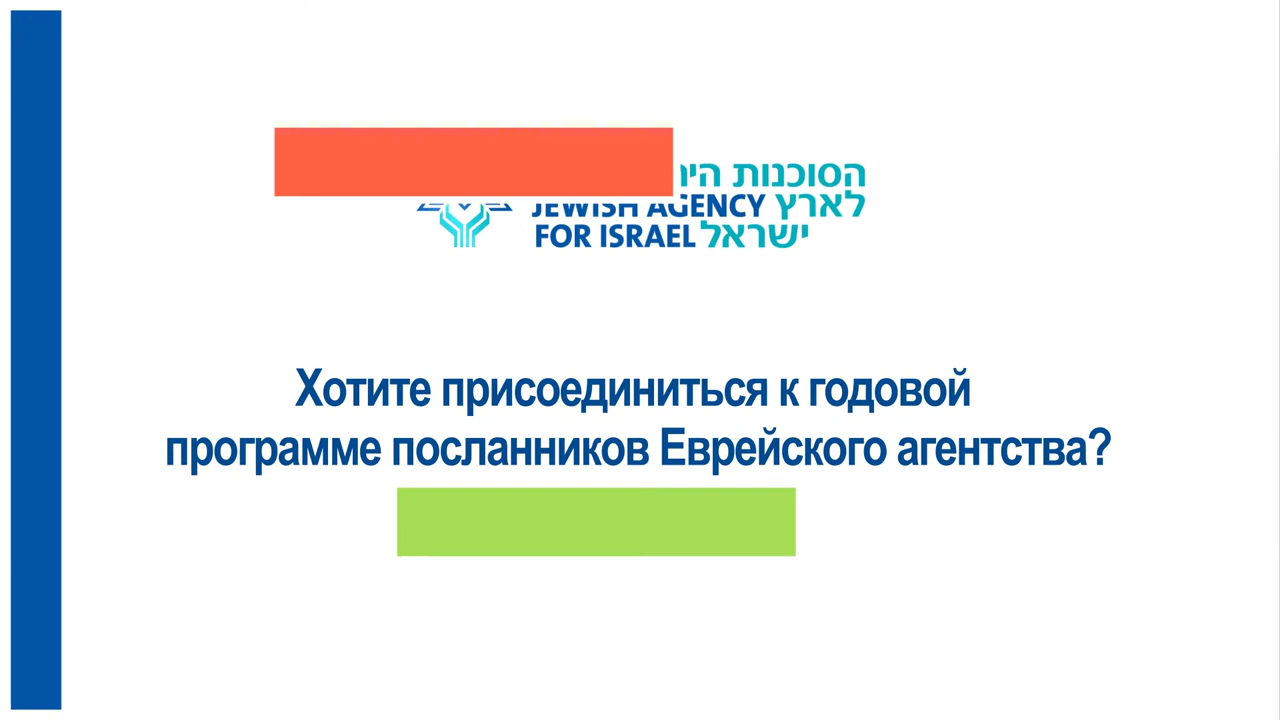 הסוכנות
JEWISH AGENCY לארץ
FOR ISRAEL ישראל
Хотите присоединиться к годовой
программе посланников Еврейского агентства?